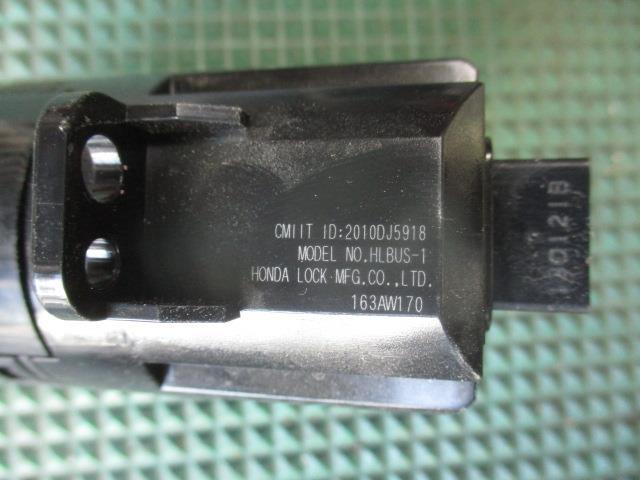 CMIIT ID:2010DJ5918
MODEL NO.HLBUS-1
HONDA LOCK MFG.CO.,LTD.
163AW170